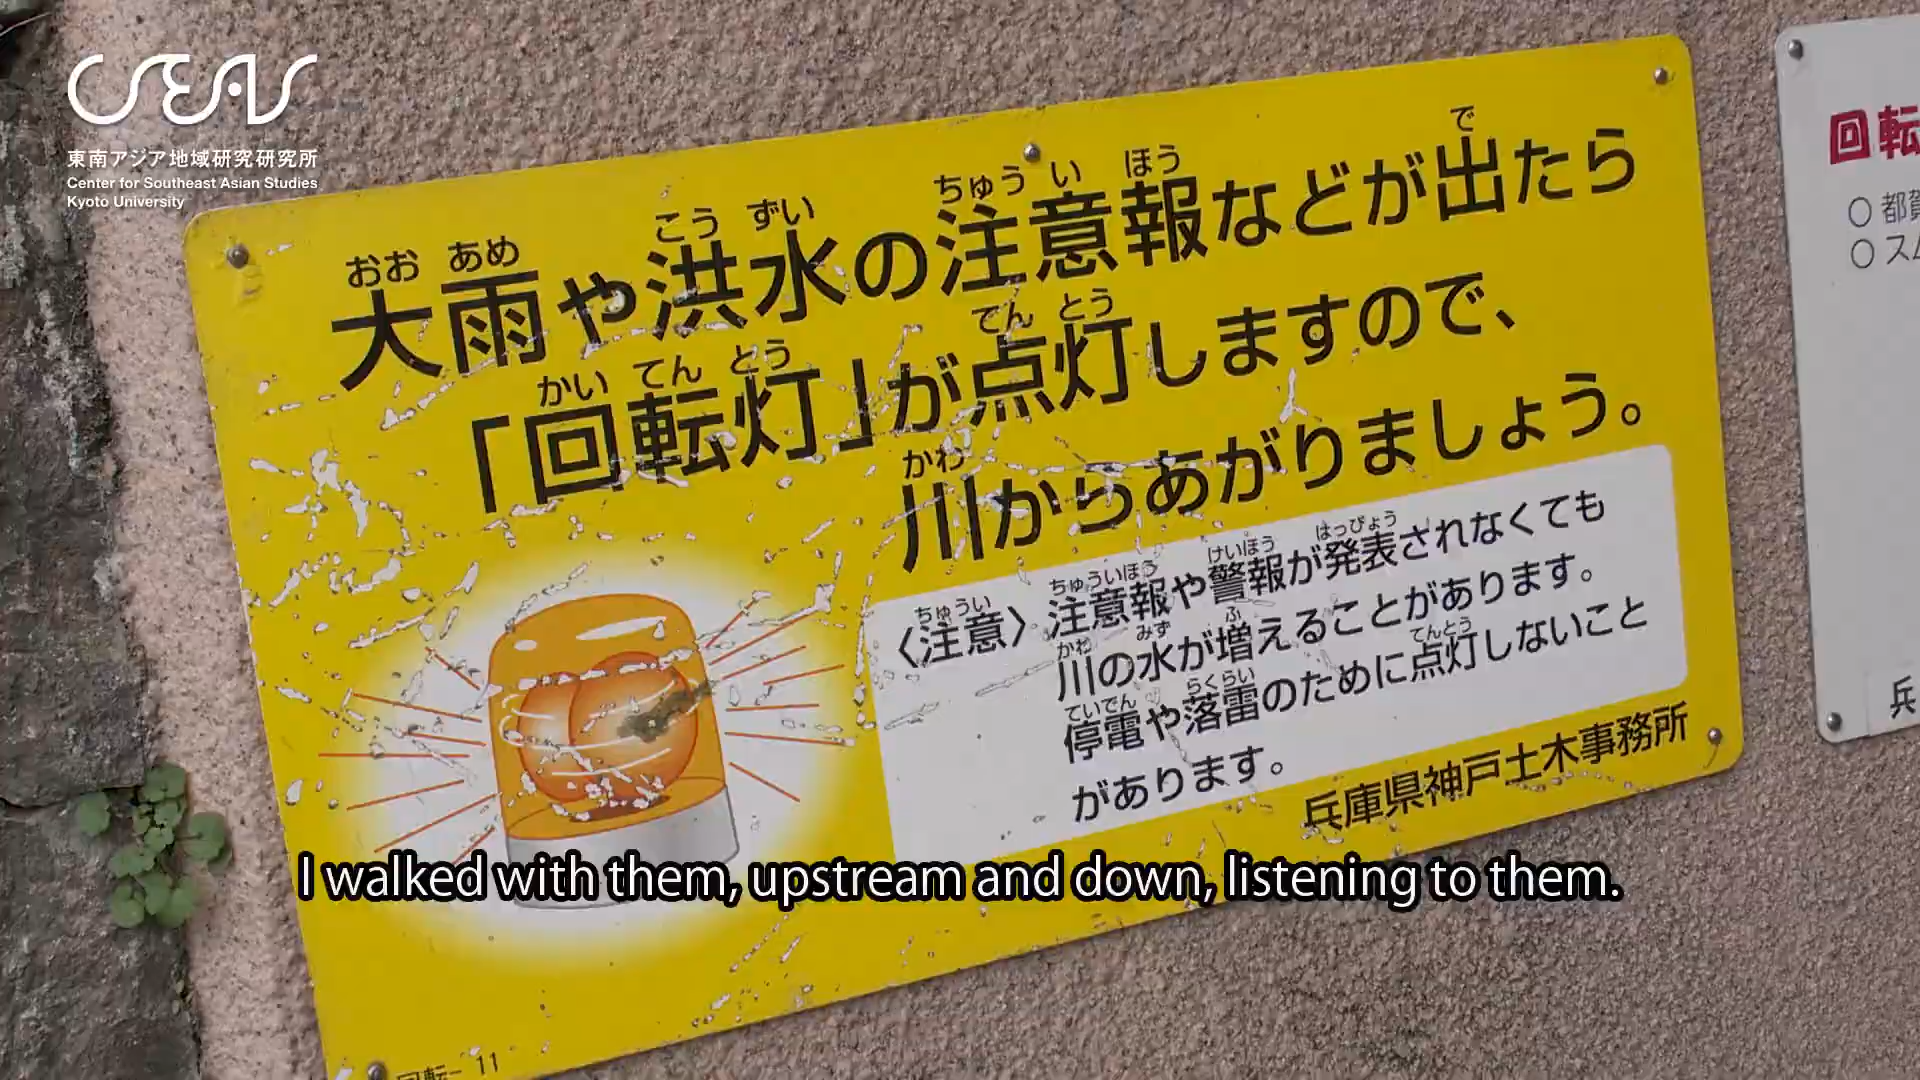 CSEAS
東南アジア地域研究研究所
Center for Southeast Asian Studies
Kyoto University
おお あめ こう ずい ちゅう い ほう で
大雨や洪水の注意報などが出たら
かい てん とう てん とう
「回転灯」が点灯しますので、
かわ
川からあがりましょう。
ちゅうい ちゅういほう けいほう はっぴょう
〈注意〉注意報や警報が発表されなくても
かわ みず ふ
川の水が増えることがあります。
ていでん らくらい てんとう
停電や落雷のために点灯しないこと
があります。
兵庫県神戸土木事務所
回転-11
回転
○都賀
○スム
兵
I walked with them, upstream and down, listening to them.